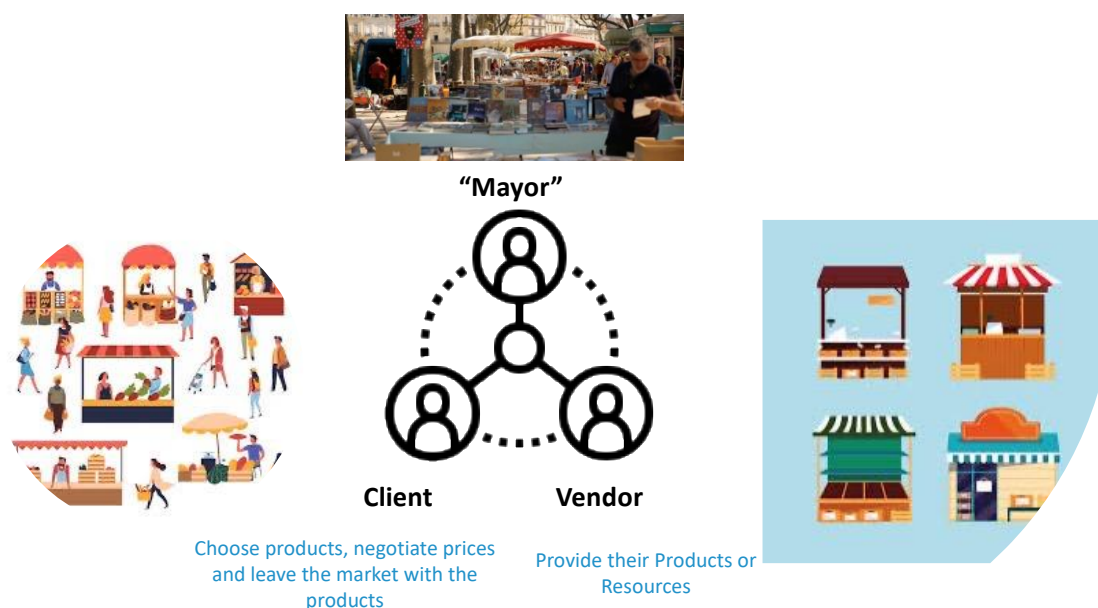 “Mayor”
Client
Vendor
Choose products, negotiate prices
and leave the market with the
products
Provide their Products or
Resources